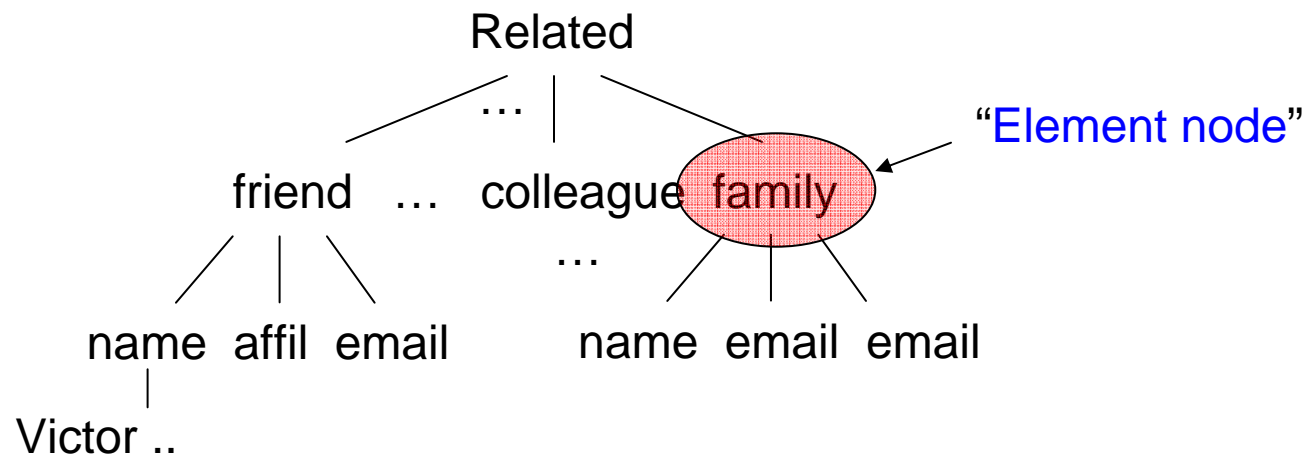 Related
…
“Element node”
friend … colleague family
…
name affil email name email email
Victor ..